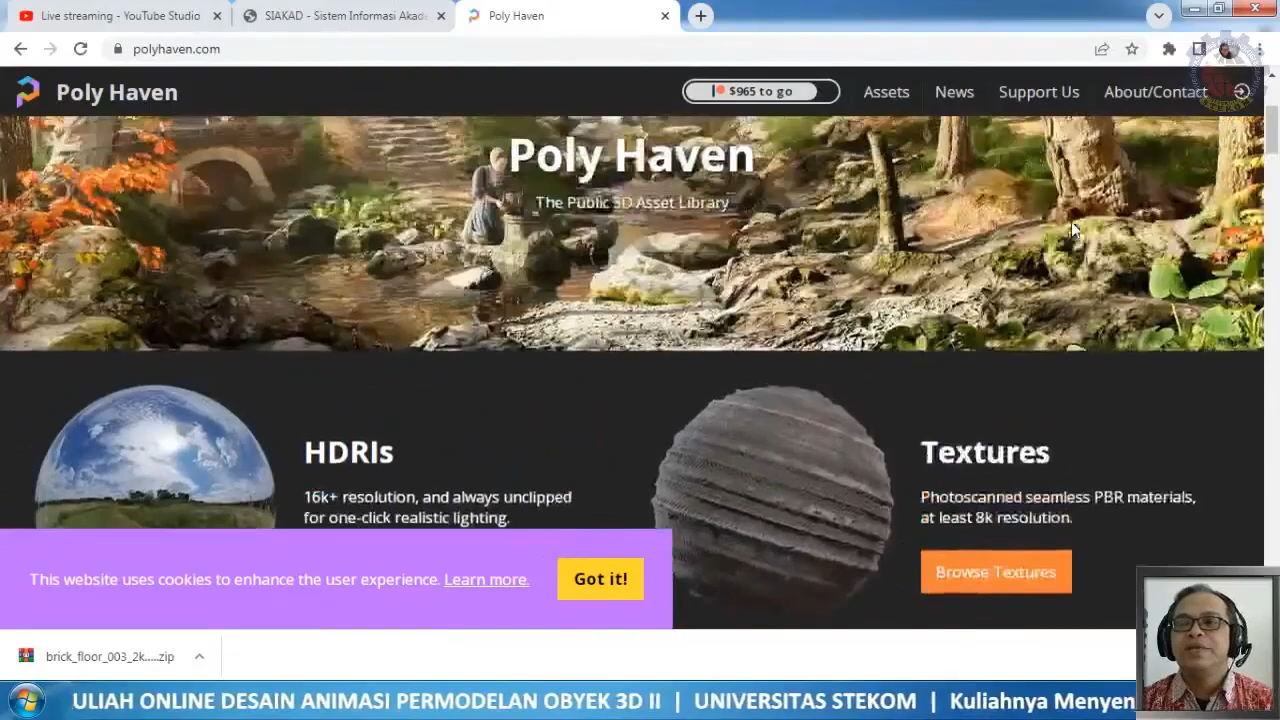 Live streaming - YouTube Studio
SIAKAD - Sistem Informasi Akad
Poly Haven
polyhaven.com
Poly Haven
$965 to go
Assets
News
Support Us
About/Contact
Poly Haven
The Public 3D Asset Library
HDRIs
16k+ resolution, and always unclipped
for one-click realistic lighting.
Textures
Photoscanned seamless PBR materials,
at least 8k resolution.
Browse Textures
This website uses cookies to enhance the user experience. Learn more.
Got it!
brick_floor_003_2k.....zip
ULIAH ONLINE DESAIN ANIMASI PERMODELAN OBYEK 3D II | UNIVERSITAS STEKOM | Kuliahnya Menyen